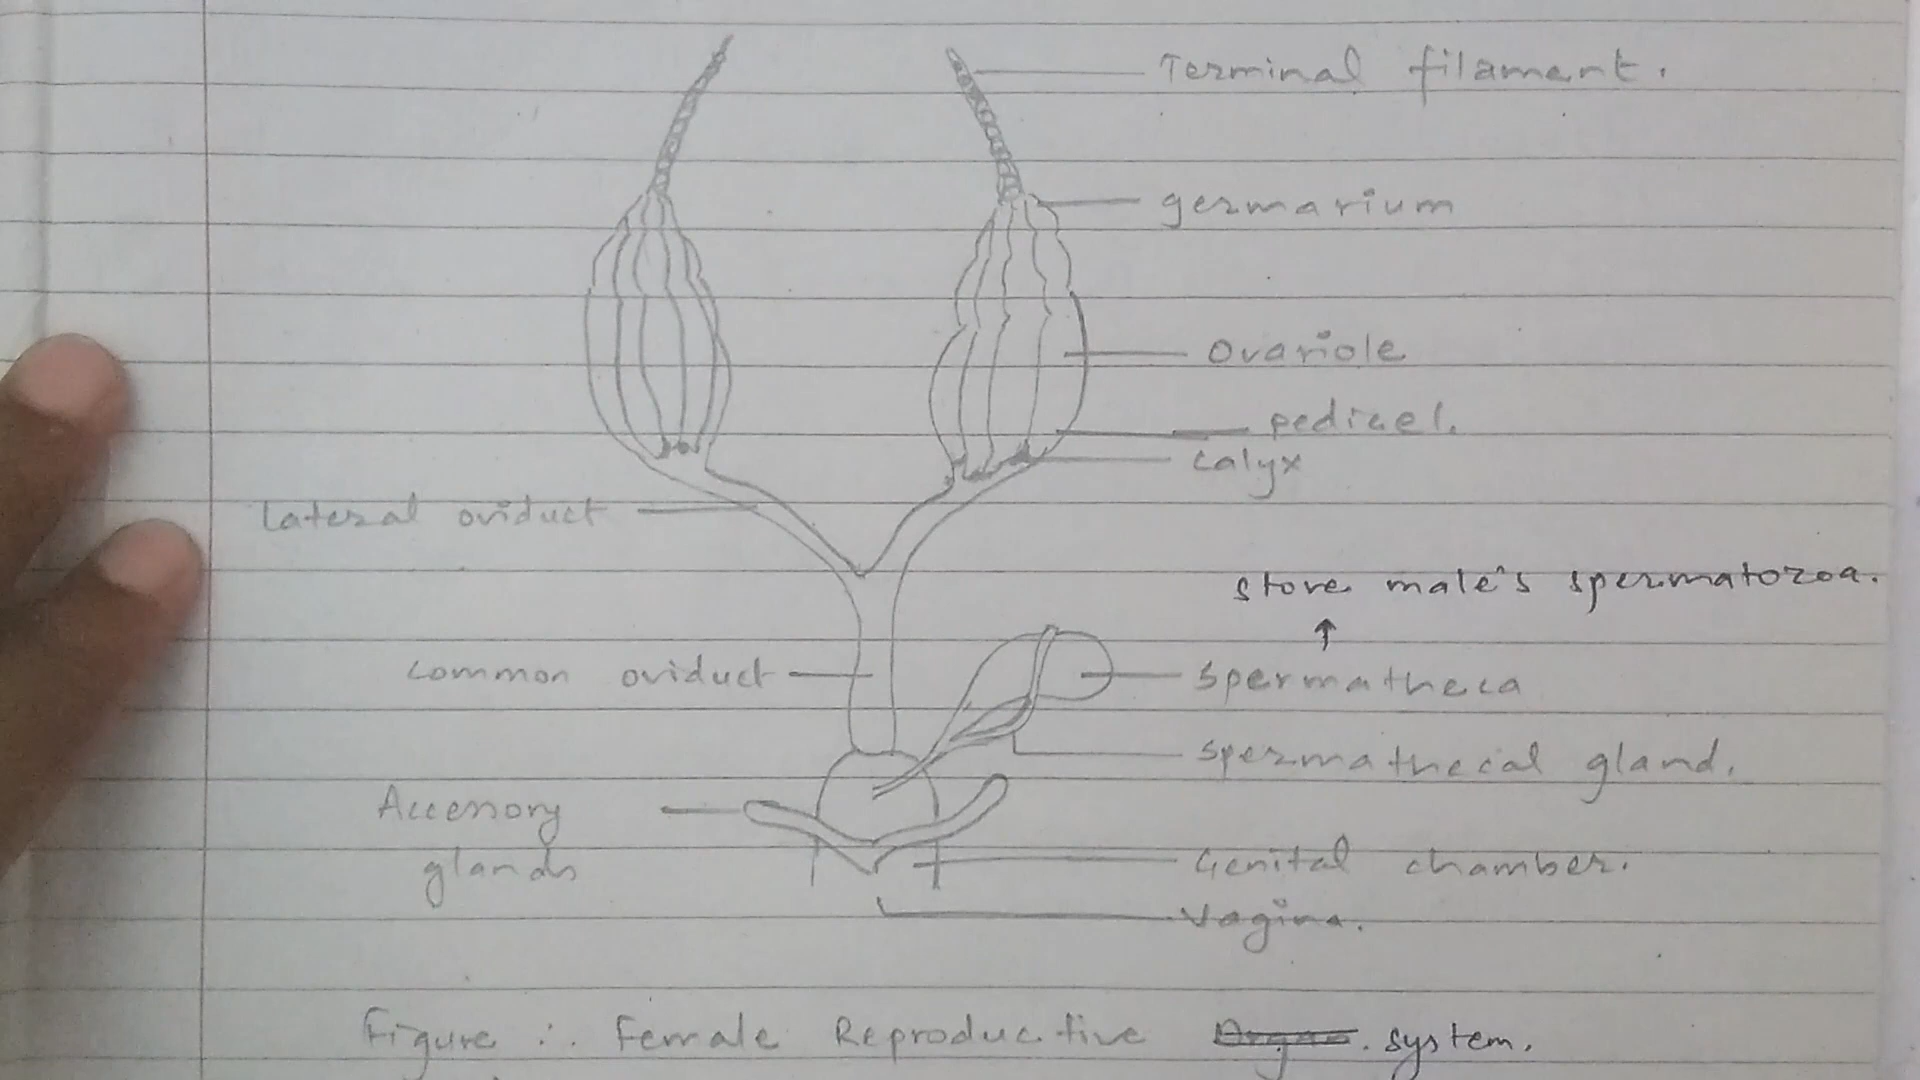 Terminal filament.
germarium
Ovariole
pedicel.
calyx
Lateral oviduct
store male's spermatozoa.
↑
common oviduct
spermatheca
spermathecal gland.
Accessory
glands
Genital chamber.
Vagina.
Figure :. Female Reproductive Organ. system.